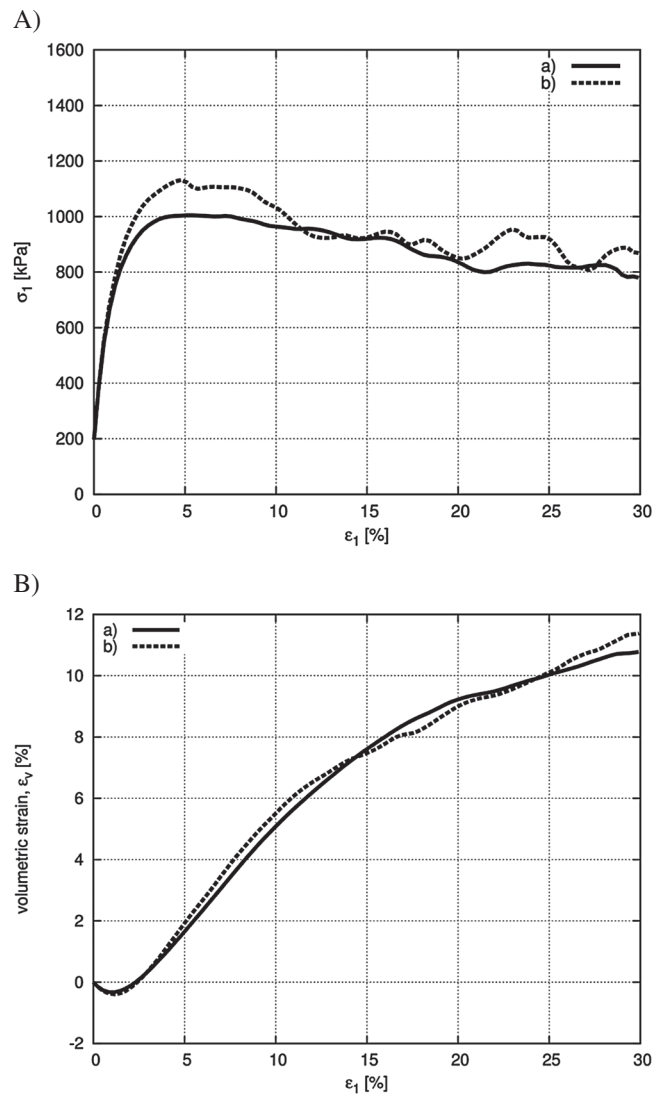 A)
1600
1400
1200
1000
800
600
400
200
0
σ1 [kPa]
a)
b)
0 5 10 15 20 25 30
ε1 [%]
B)
12
10
8
6
4
2
0
-2
volumetric strain, εv [%]
a)
b)
0 5 10 15 20 25 30
ε1 [%]